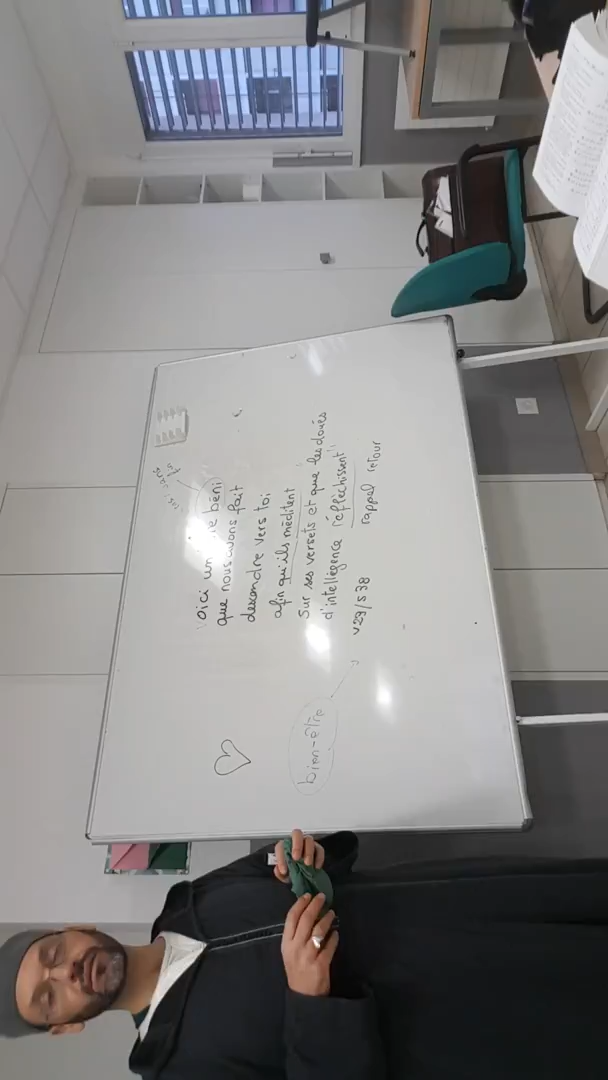 "oici un béni
que nous avons fait
descendre vers toi
afin qu'ils méditent
sur ses versets et que les doués
d'intelligence réfléchissent"
v29/S38 rappel retour
bien-être